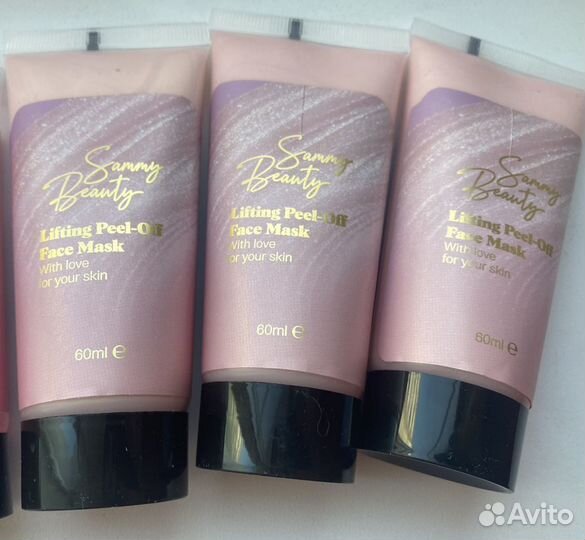 Sammy
Beauty
Lifting Peel-Off
Face Mask
With love
for your skin
60ml ℮
Sammy
Beauty
Lifting Peel-Off
Face Mask
With love
for your skin
60ml ℮
Sammy
Beauty
Lifting Peel-Off
Face Mask
With love
for your skin
60ml ℮
Avito